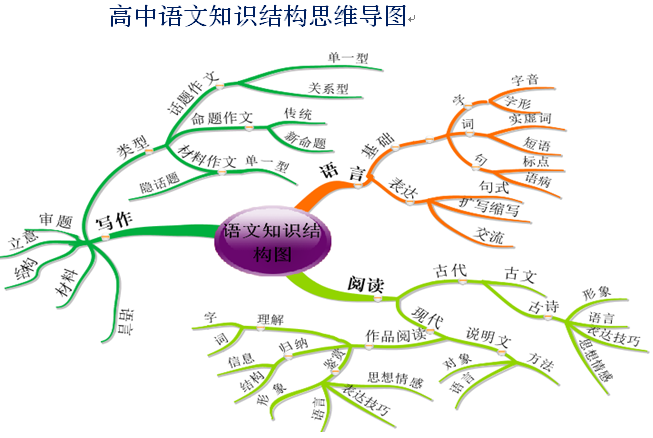 高中语文知识结构思维导图
语文知识结
构图
写作
类型
话题作文
单一型
关系型
命题作文
传统
新命题
材料作文
单一型
隐话题
审题
立意
结构
材料
语言
语言
基础
字
字音
字形
词
实虚词
短语
句
标点
语病
表达
句式
扩写缩写
交流
阅读
古代
古文
古诗
形象
语言
表达技巧
思想情感
现代
作品阅读
理解
字
词
归纳
信息
结构
鉴赏
形象
语言
表达技巧
思想情感
说明文
对象
语言
方法